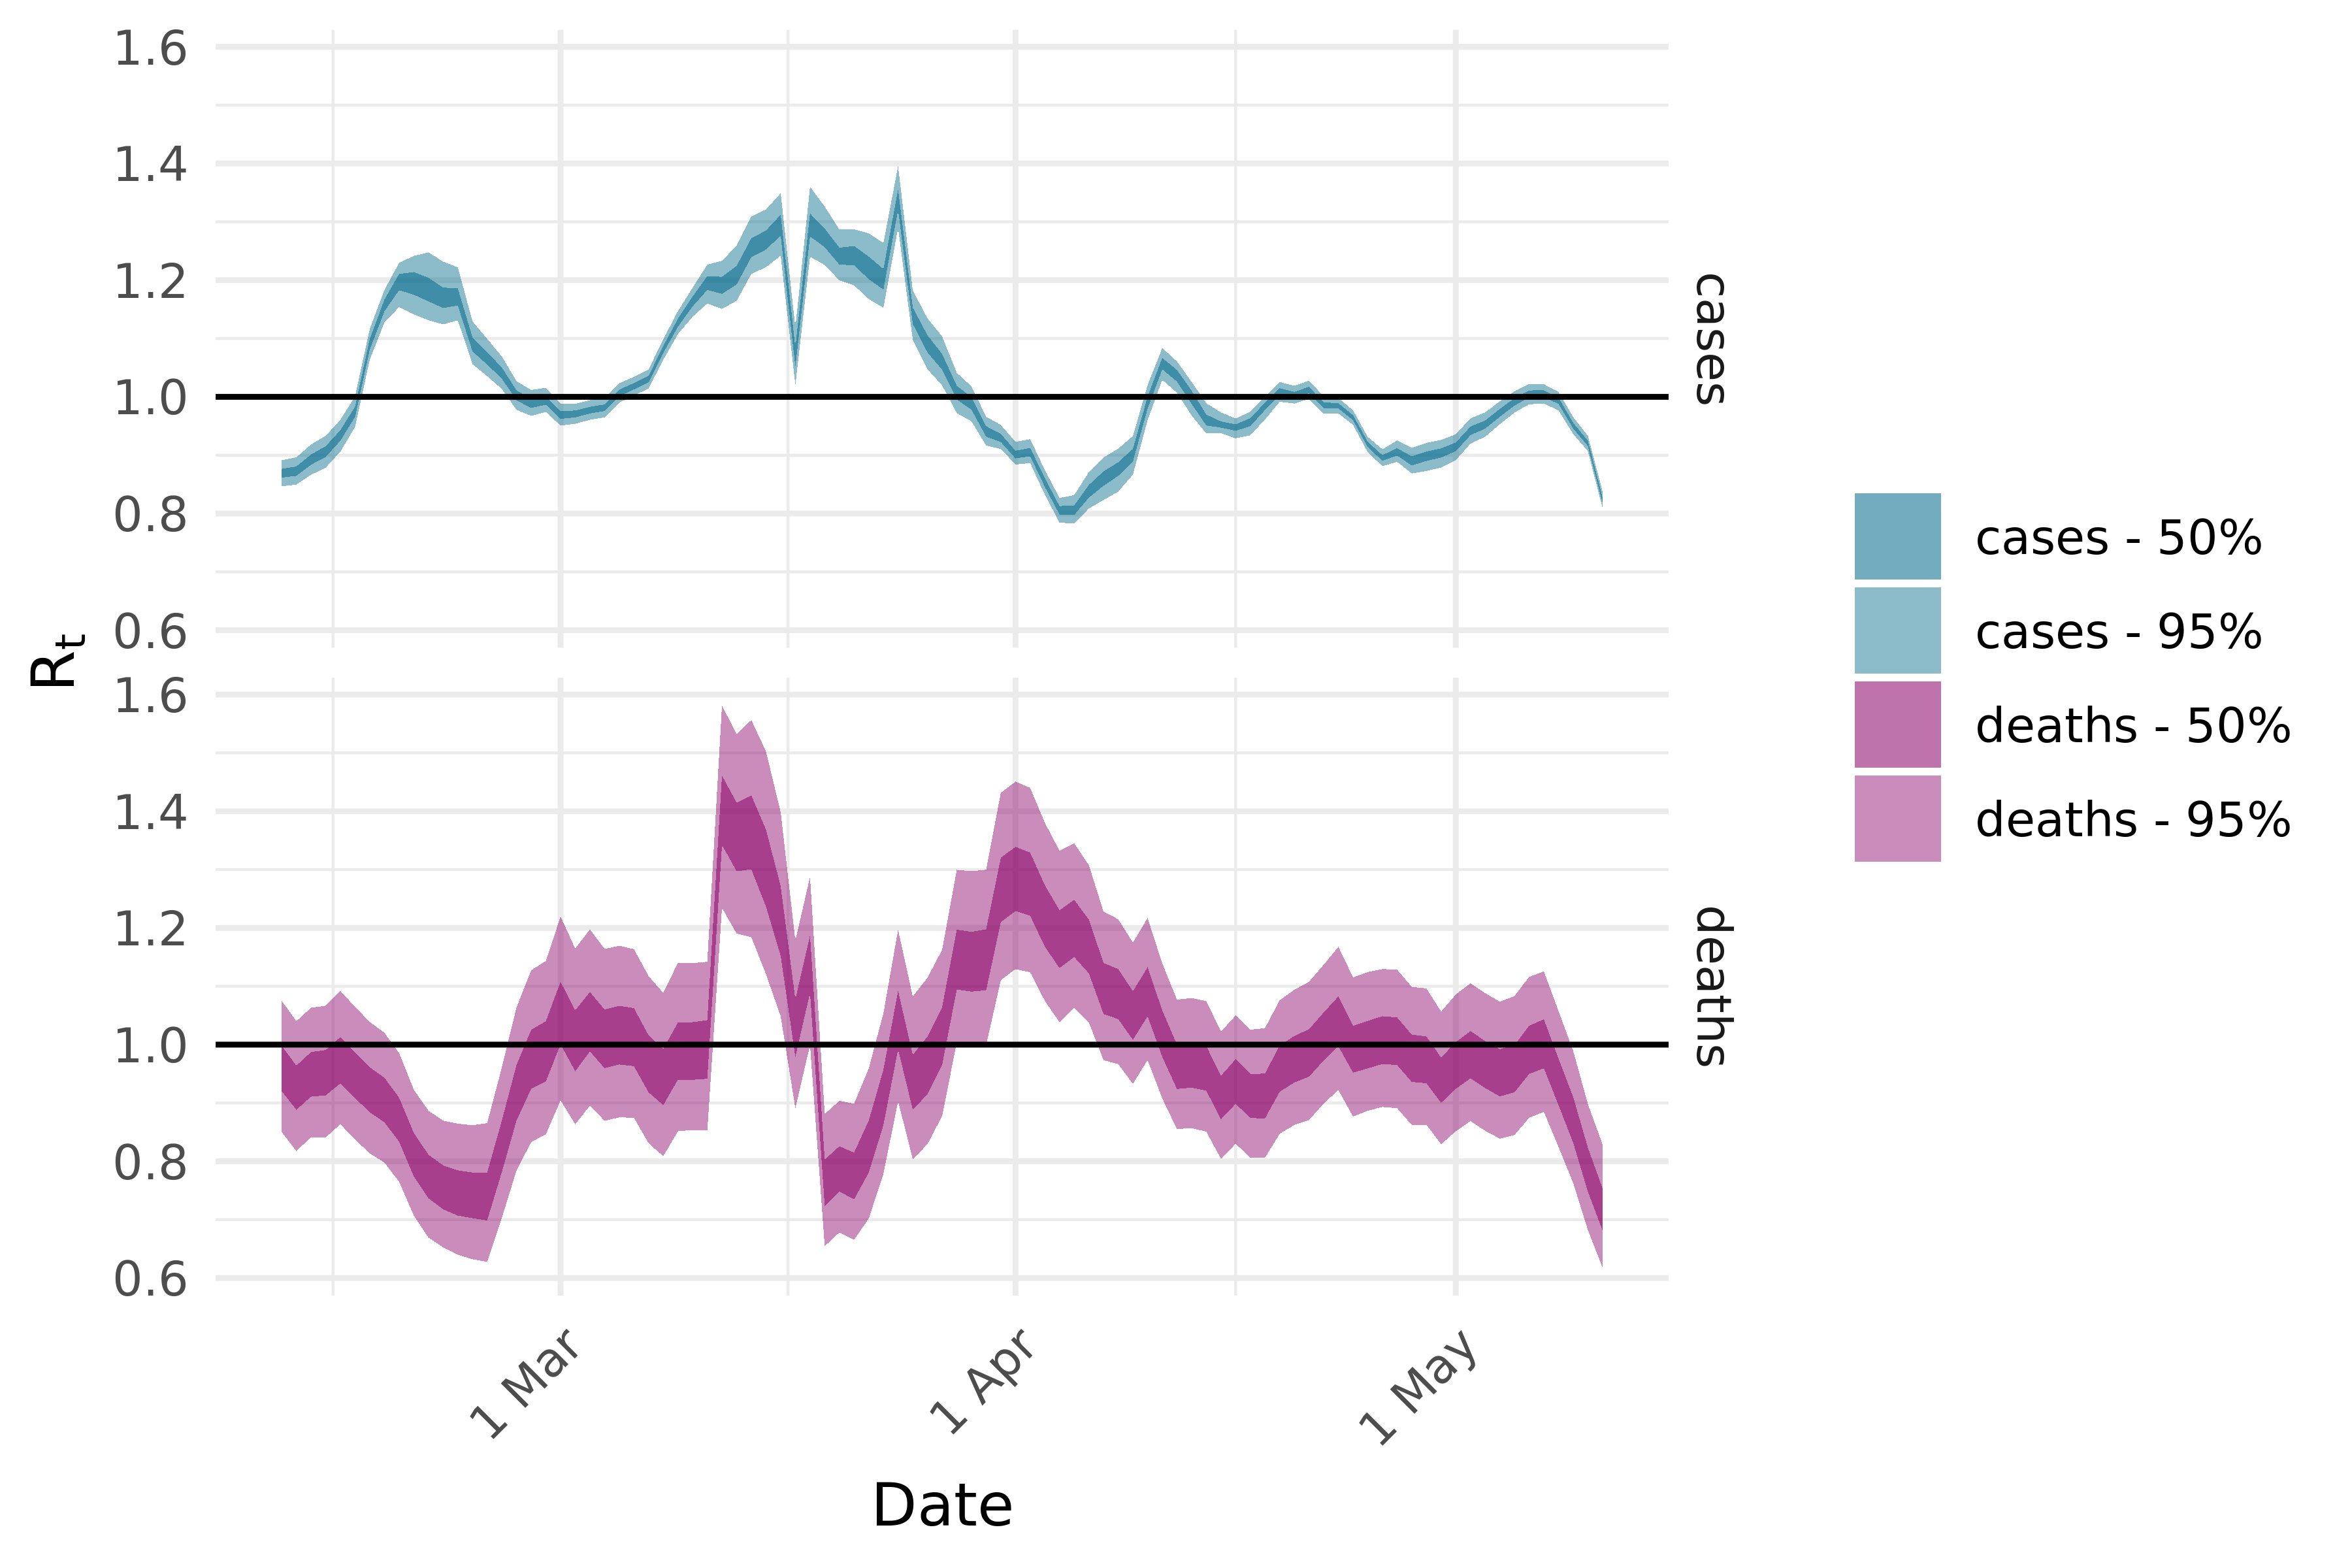 1.6
1.4
1.2
1.0
0.8
0.6
cases
Rt
1.6
1.4
1.2
1.0
0.8
0.6
deaths
1 Mar
1 Apr
1 May
Date
cases - 50%
cases - 95%
deaths - 50%
deaths - 95%